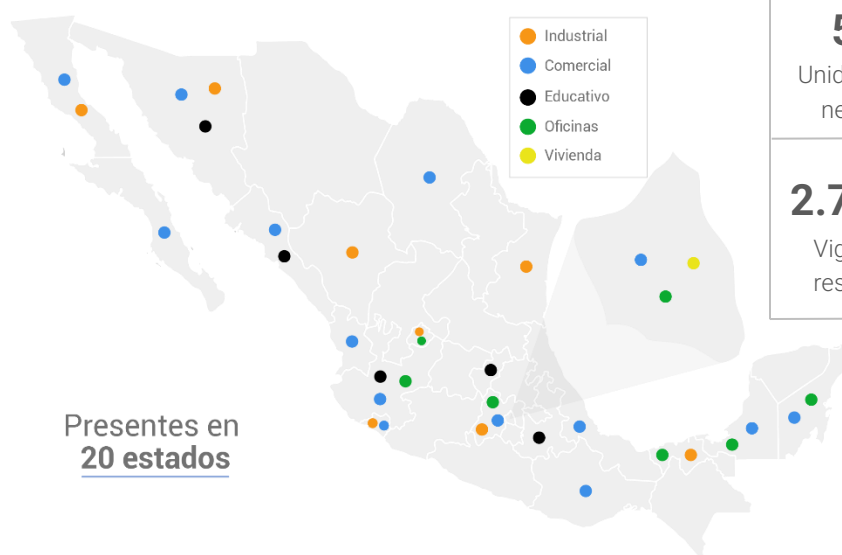 Industrial
Comercial
Educativo
Oficinas
Vivienda
Presentes en
20 estados